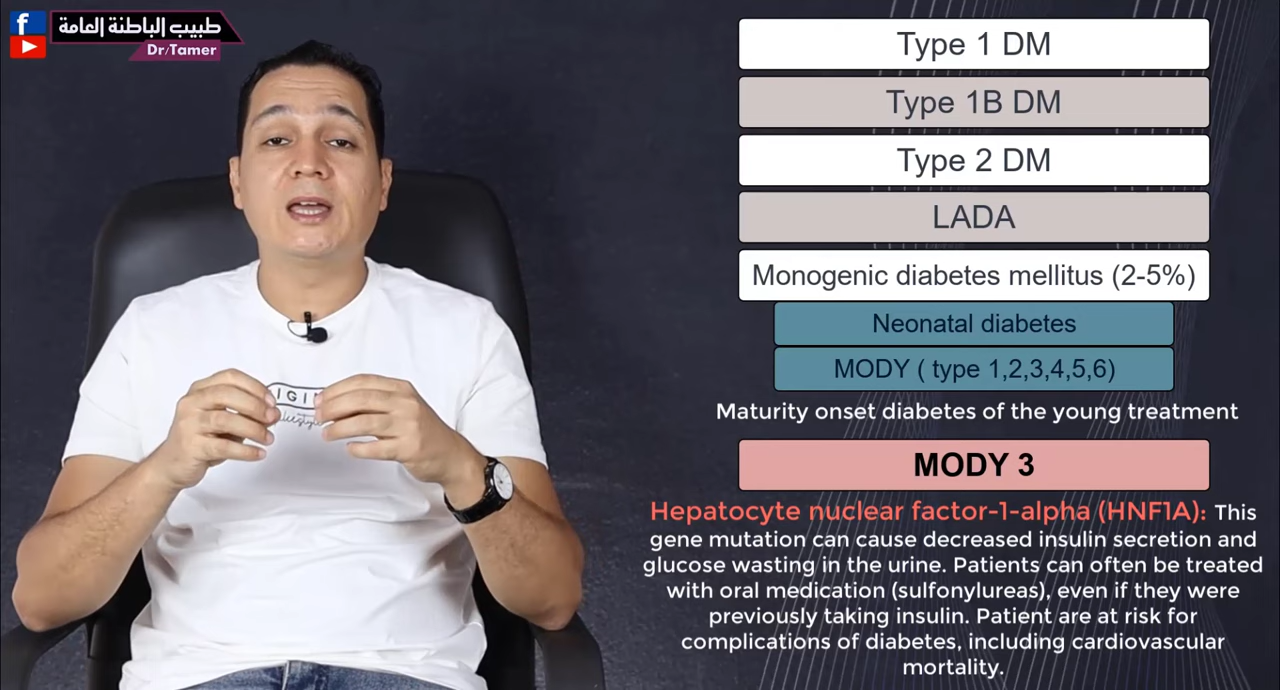 f
طبيب الباطنة العامة
Dr/Tamer
Type 1 DM
Type 1B DM
Type 2 DM
LADA
Monogenic diabetes mellitus (2-5%)
Neonatal diabetes
MODY ( type 1,2,3,4,5,6)
Maturity onset diabetes of the young treatment
MODY 3
Hepatocyte nuclear factor-1-alpha (HNF1A): This
gene mutation can cause decreased insulin secretion and
glucose wasting in the urine. Patients can often be treated
with oral medication (sulfonylureas), even if they were
previously taking insulin. Patient are at risk for
complications of diabetes, including cardiovascular
mortality.